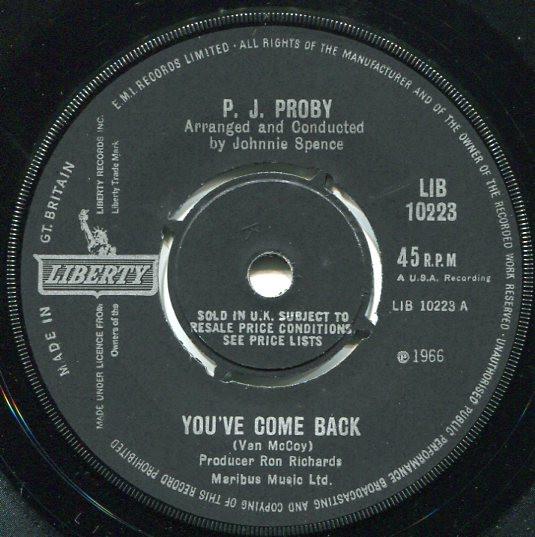 E.M.I. RECORDS LIMITED · ALL RIGHTS OF THE MANUFACTURER AND OF THE OWNER OF THE RECORDED WORK RESERVED · UNAUTHORISED PUBLIC PERFORMANCE BROADCASTING AND COPYING OF THIS RECORD PROHIBITED
MADE IN GT. BRITAIN
P. J. PROBY
Arranged and Conducted
by Johnnie Spence
LIBERTY RECORDS INC.
Liberty Trade Mark
LIBERTY
MADE UNDER LICENCE FROM
Owners of the
LIB
10223
45 R.P.M
A U.S.A. Recording
LIB 10223 A
℗ 1966
SOLD IN U.K. SUBJECT TO
RESALE PRICE CONDITIONS,
SEE PRICE LISTS
YOU'VE COME BACK
(Van McCoy)
Producer Ron Richards
Maribus Music Ltd.